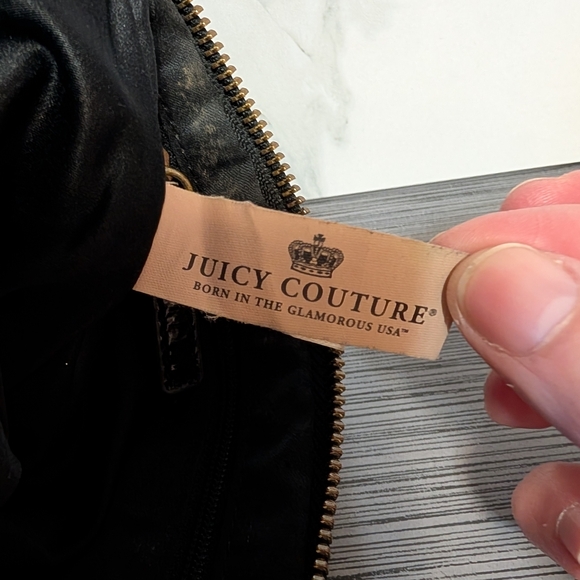 JUICY COUTURE®
BORN IN THE GLAMOROUS USA™